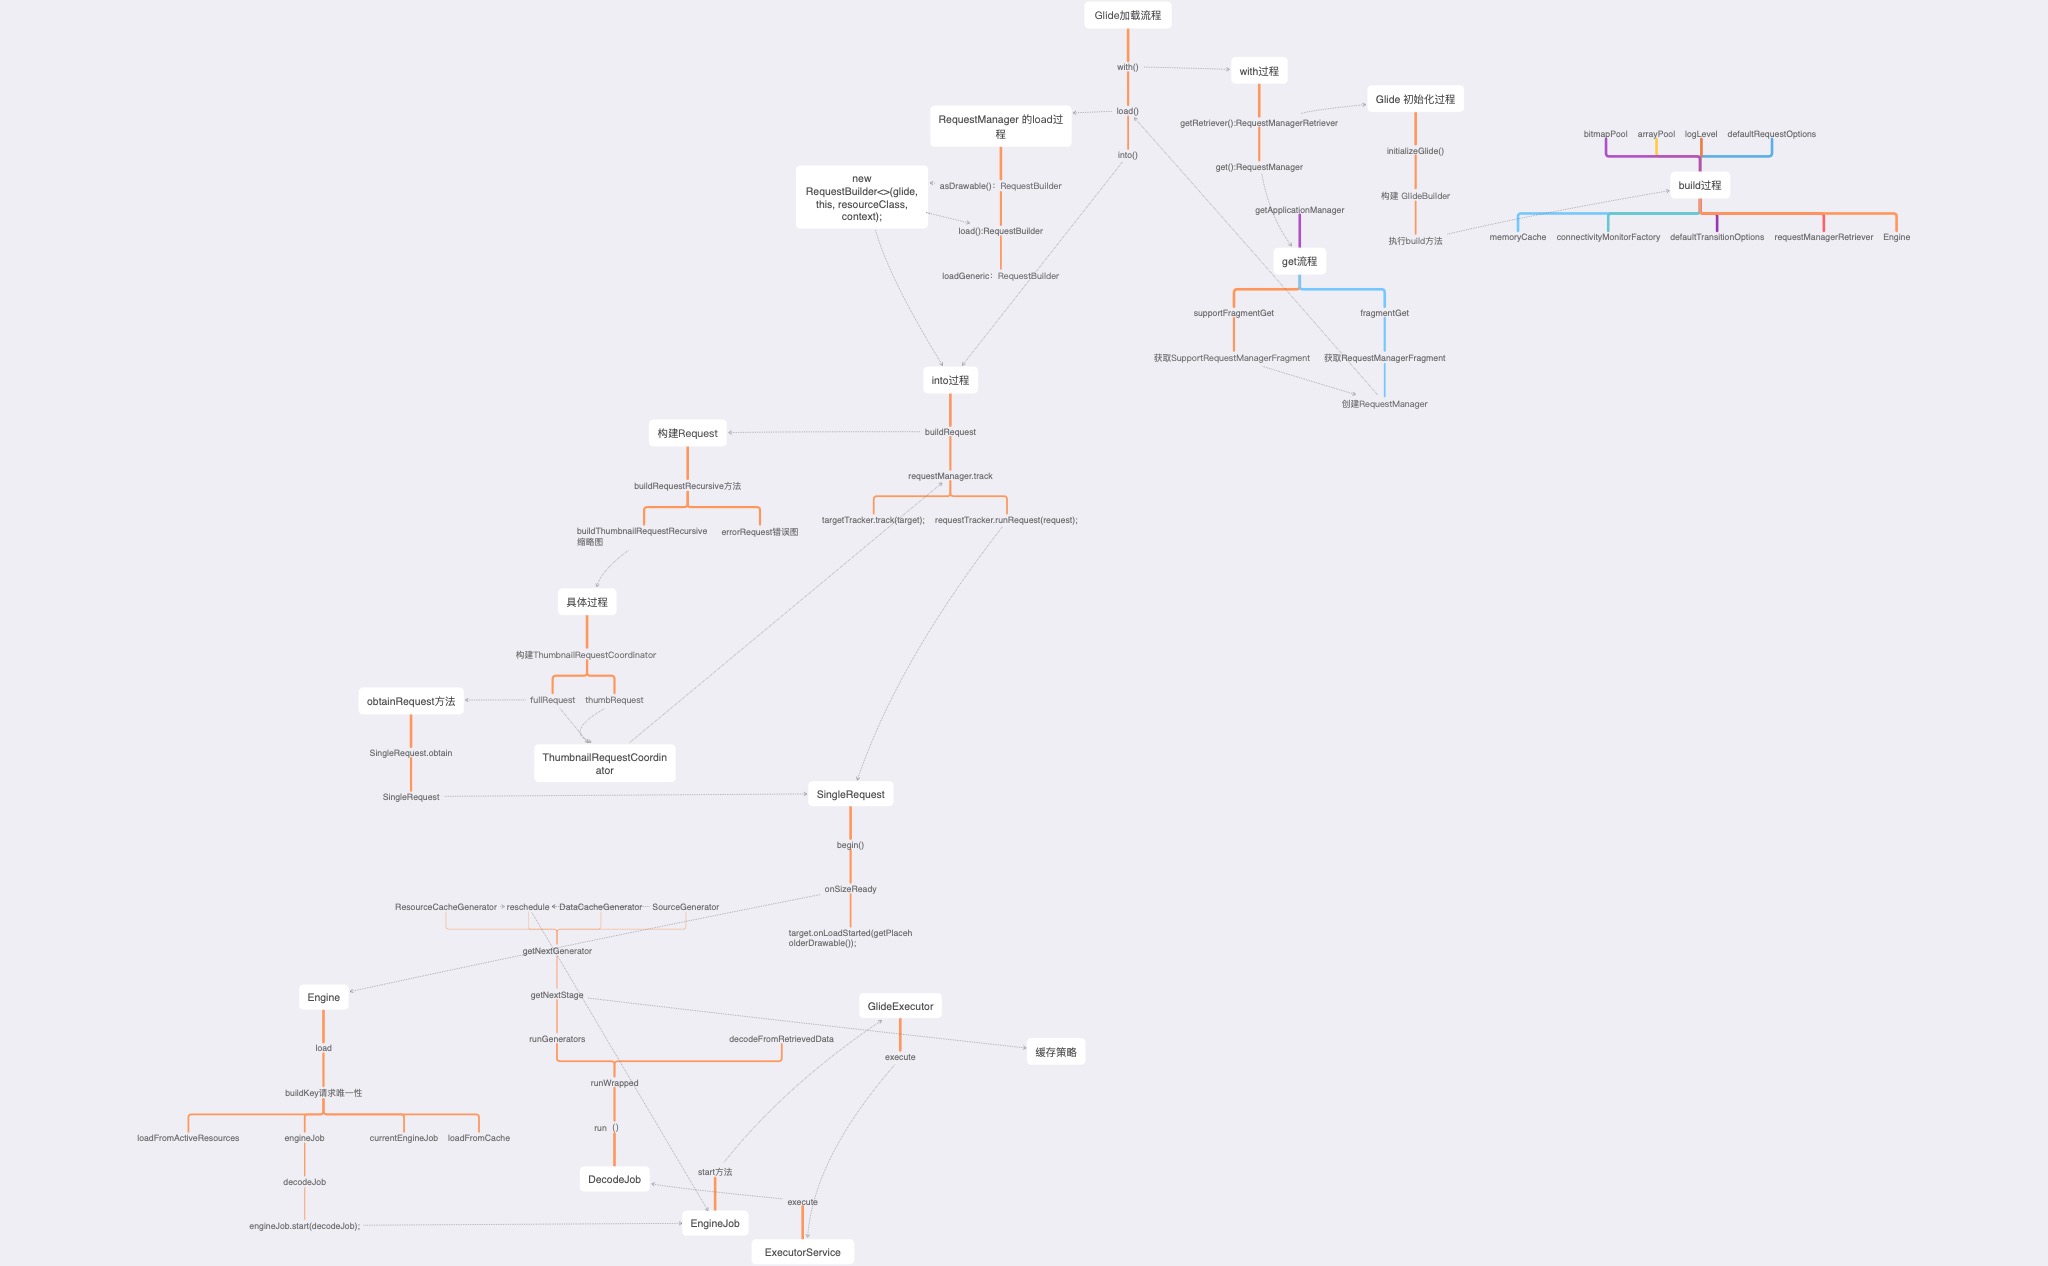 Glide加载流程
with()
load()
into()
with过程
getRetriever():RequestManagerRetriever
get():RequestManager
Glide 初始化过程
initializeGlide()
构建 GlideBuilder
执行build方法
bitmapPool
arrayPool
logLevel
defaultRequestOptions
build过程
memoryCache
connectivityMonitorFactory
defaultTransitionOptions
requestManagerRetriever
Engine
RequestManager 的load过
程
asDrawable()：RequestBuilder
load():RequestBuilder
loadGeneric：RequestBuilder
new
RequestBuilder<>(glide,
this, resourceClass,
context);
getApplicationManager
get流程
supportFragmentGet
fragmentGet
获取SupportRequestManagerFragment
获取RequestManagerFragment
创建RequestManager
into过程
buildRequest
requestManager.track
targetTracker.track(target);
requestTracker.runRequest(request);
构建Request
buildRequestRecursive方法
buildThumbnailRequestRecursive
缩略图
errorRequest错误图
具体过程
构建ThumbnailRequestCoordinator
fullRequest
thumbRequest
obtainRequest方法
SingleRequest.obtain
SingleRequest
ThumbnailRequestCoordin
ator
SingleRequest
begin()
onSizeReady
target.onLoadStarted(getPlaceh
olderDrawable());
ResourceCacheGenerator
reschedule
DataCacheGenerator
SourceGenerator
getNextGenerator
getNextStage
runGenerators
decodeFromRetrievedData
runWrapped
run（）
DecodeJob
Engine
load
buildKey请求唯一性
loadFromActiveResources
engineJob
currentEngineJob
loadFromCache
decodeJob
engineJob.start(decodeJob);
GlideExecutor
execute
缓存策略
start方法
EngineJob
execute
ExecutorService